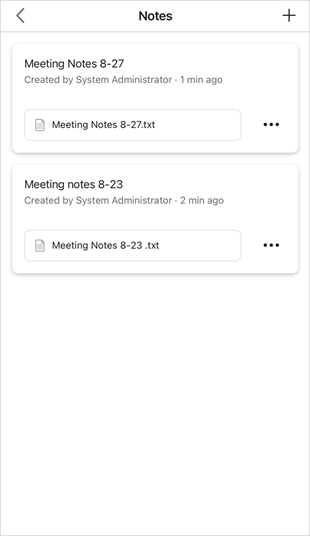 Notes
Meeting Notes 8-27
Created by System Administrator · 1 min ago
Meeting Notes 8-27.txt
Meeting notes 8-23
Created by System Administrator · 2 min ago
Meeting Notes 8-23 .txt